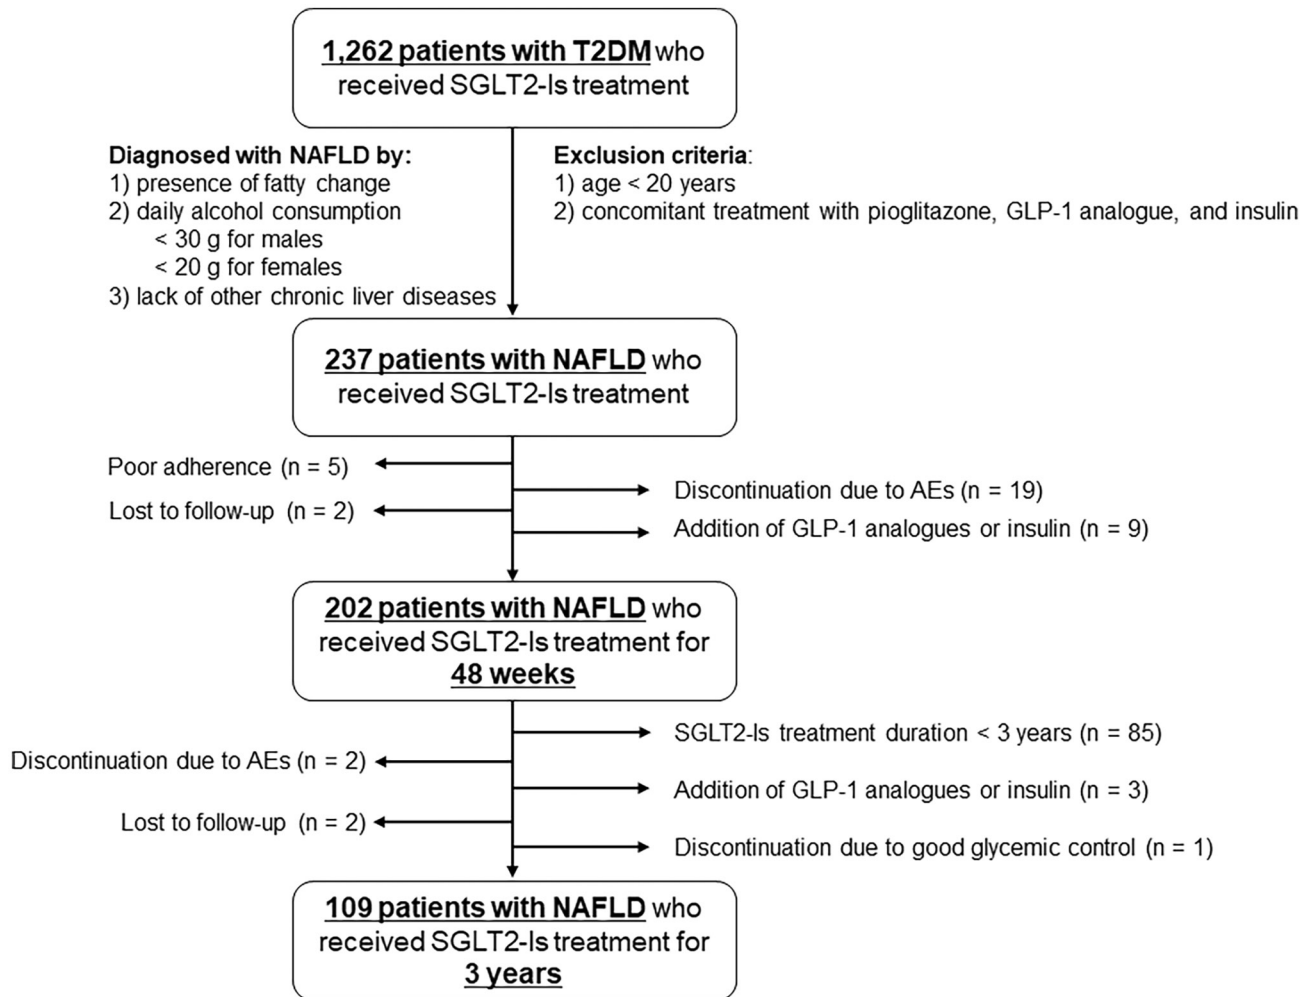 1,262 patients with T2DM who
received SGLT2-Is treatment
Diagnosed with NAFLD by:
1) presence of fatty change
2) daily alcohol consumption
< 30 g for males
< 20 g for females
3) lack of other chronic liver diseases
Exclusion criteria:
1) age < 20 years
2) concomitant treatment with pioglitazone, GLP-1 analogue, and insulin
237 patients with NAFLD who
received SGLT2-Is treatment
Poor adherence (n = 5)
Discontinuation due to AEs (n = 19)
Lost to follow-up (n = 2)
Addition of GLP-1 analogues or insulin (n = 9)
202 patients with NAFLD who
received SGLT2-Is treatment for
48 weeks
SGLT2-Is treatment duration < 3 years (n = 85)
Discontinuation due to AEs (n = 2)
Addition of GLP-1 analogues or insulin (n = 3)
Lost to follow-up (n = 2)
Discontinuation due to good glycemic control (n = 1)
109 patients with NAFLD who
received SGLT2-Is treatment for
3 years